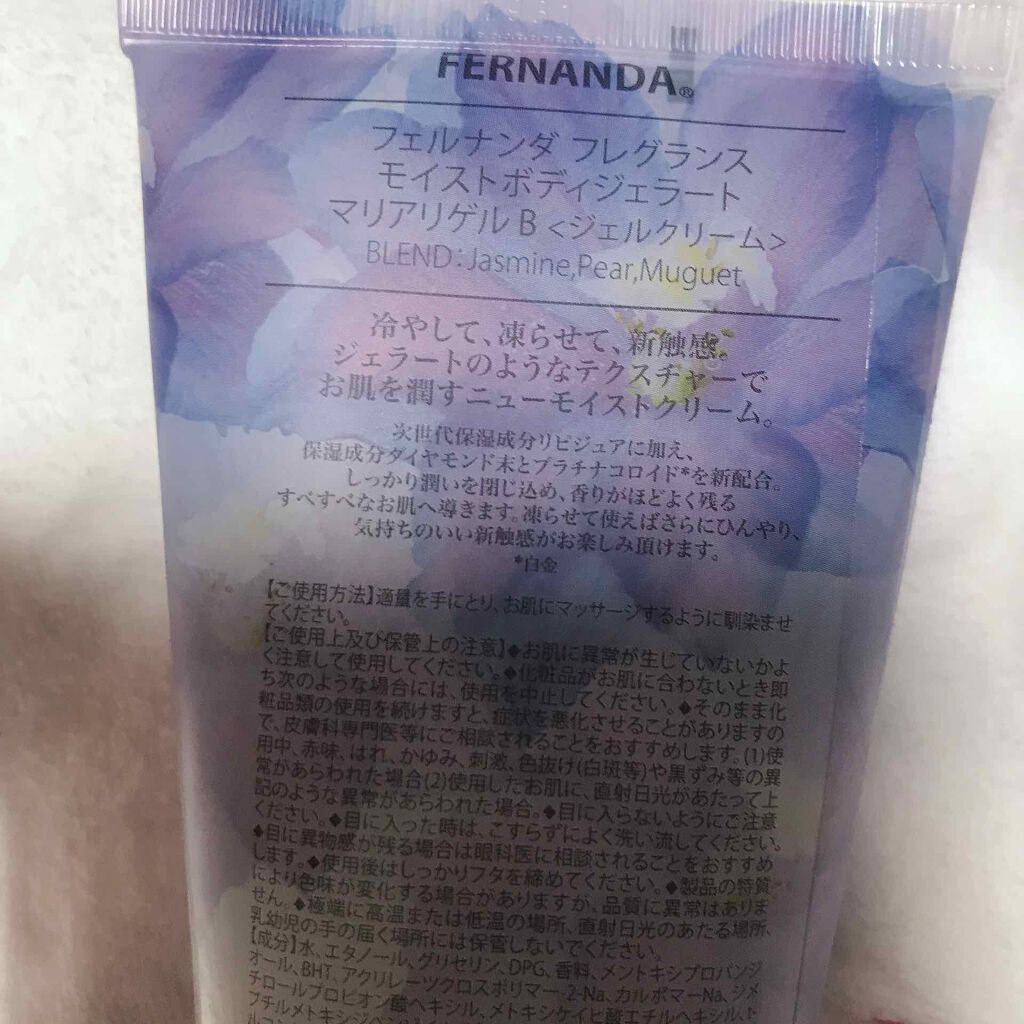 FERNANDA®
フェルナンダ フレグランス
モイストボディジェラート
マリアリゲル B <ジェルクリーム>
BLEND:Jasmine,Pear,Muguet
冷やして、凍らせて、新触感。
ジェラートのようなテクスチャーで
お肌を潤すニューモイストクリーム。
次世代保湿成分リピジュアに加え、
保湿成分ダイヤモンド末とプラチナコロイド*を新配合。
しっかり潤いを閉じ込め、香りがほどよく残る
すべすべなお肌へ導きます。凍らせて使えばさらにひんやり、
気持ちのいい新触感がお楽しみ頂けます。
*白金
【ご使用方法】適量を手にとり、お肌にマッサージするように馴染ませ
てください。
【ご使用上及び保管上の注意】◆お肌に異常が生じていないかよ
く注意して使用してください。◆化粧品がお肌に合わないとき即
ち次のような場合には、使用を中止してください。◆そのまま化
粧品類の使用を続けますと、症状を悪化させることがありますの
で、皮膚科専門医等にご相談されることをおすすめします。(1)使
用中、赤味、はれ、かゆみ、刺激、色抜け(白斑等)や黒ずみ等の異
常があらわれた場合(2)使用したお肌に、直射日光があたって上
記のような異常があらわれた場合。◆目に入らないようにご注意
ください。◆目に入った時は、こすらずによく洗い流してください。
◆目に異物感が残る場合は眼科医に相談されることをおすすめ
します。◆使用後はしっかりフタを締めてください。◆製品の特質
により色味が変化する場合がありますが、品質に異常はありま
せん。◆極端に高温または低温の場所、直射日光のあたる場所、
乳幼児の手の届く場所には保管しないでください。
【成分】水、エタノール、グリセリン、DPG、香料、メントキシプロパンジ
オール、BHT、アクリレーツクロスポリマー-2-Na、カルボマーNa、ジメ
チロールプロピオン酸ヘキシル、メトキシケイヒ酸エチルヘキシル、ト